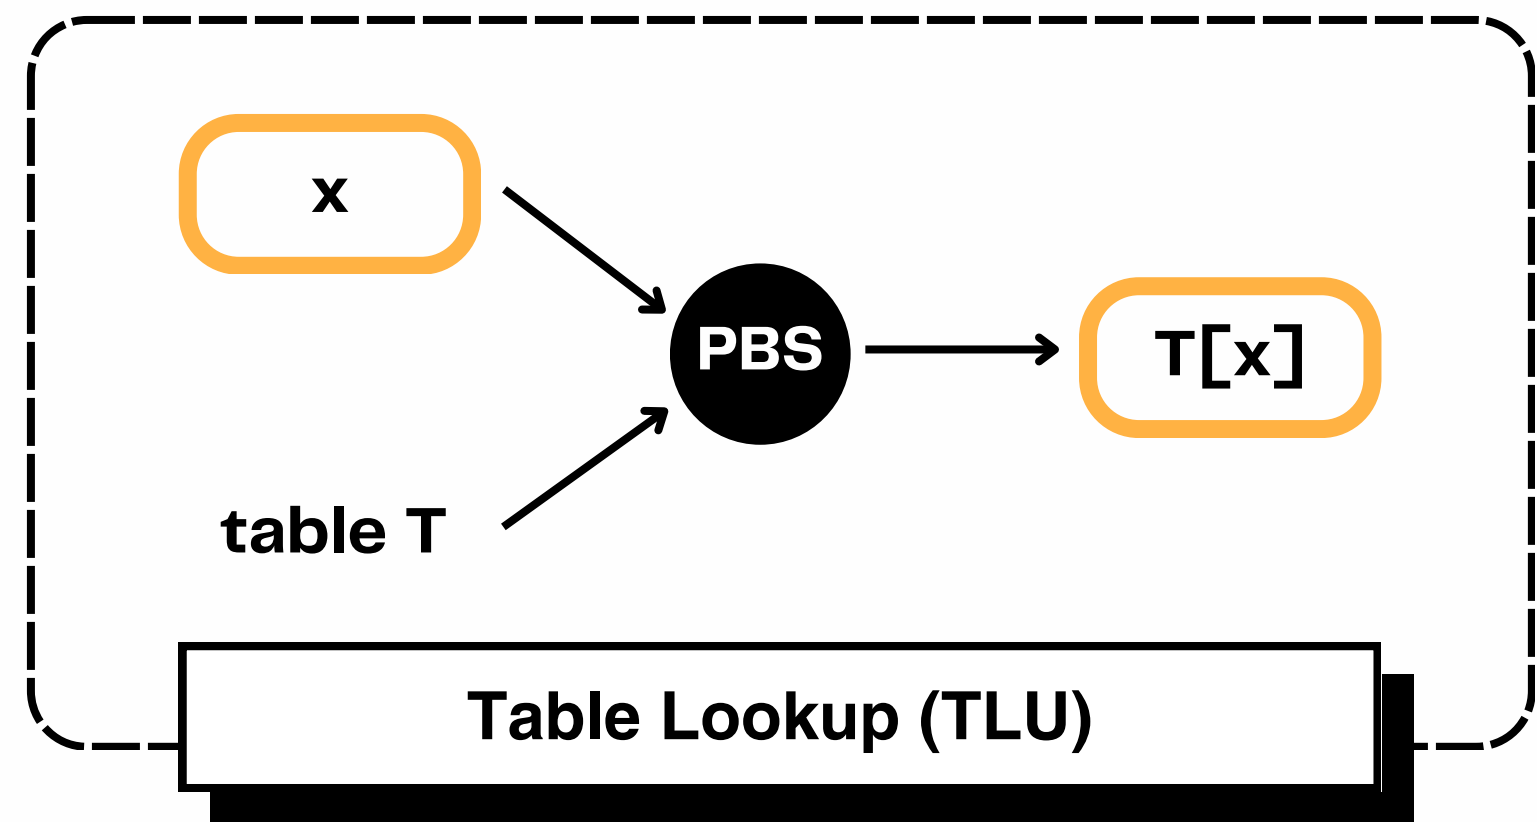 x
PBS
T[x]
table T
Table Lookup (TLU)